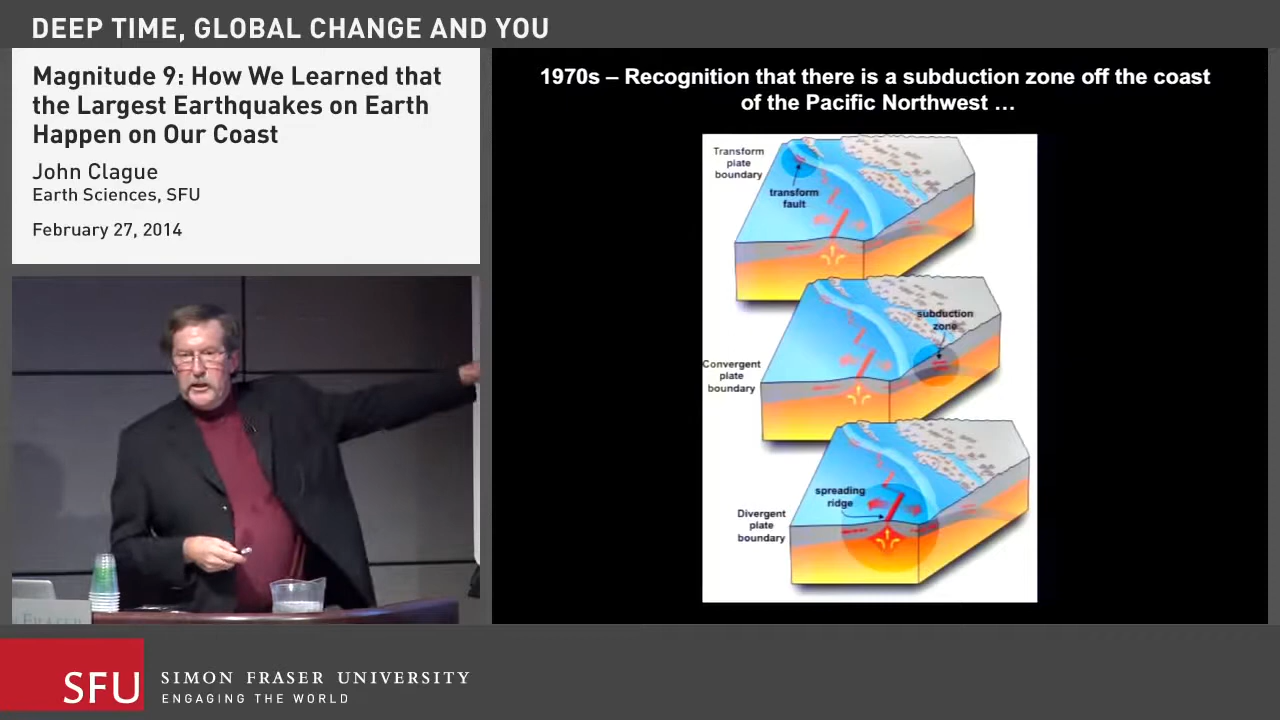 DEEP TIME, GLOBAL CHANGE AND YOU
Magnitude 9: How We Learned that
the Largest Earthquakes on Earth
Happen on Our Coast
John Clague
Earth Sciences, SFU
February 27, 2014
1970s – Recognition that there is a subduction zone off the coast
of the Pacific Northwest …
Transform
plate
boundary
transform
fault
subduction
zone
Convergent
plate
boundary
spreading
ridge
Divergent
plate
boundary
SFU
SIMON FRASER UNIVERSITY
ENGAGING THE WORLD